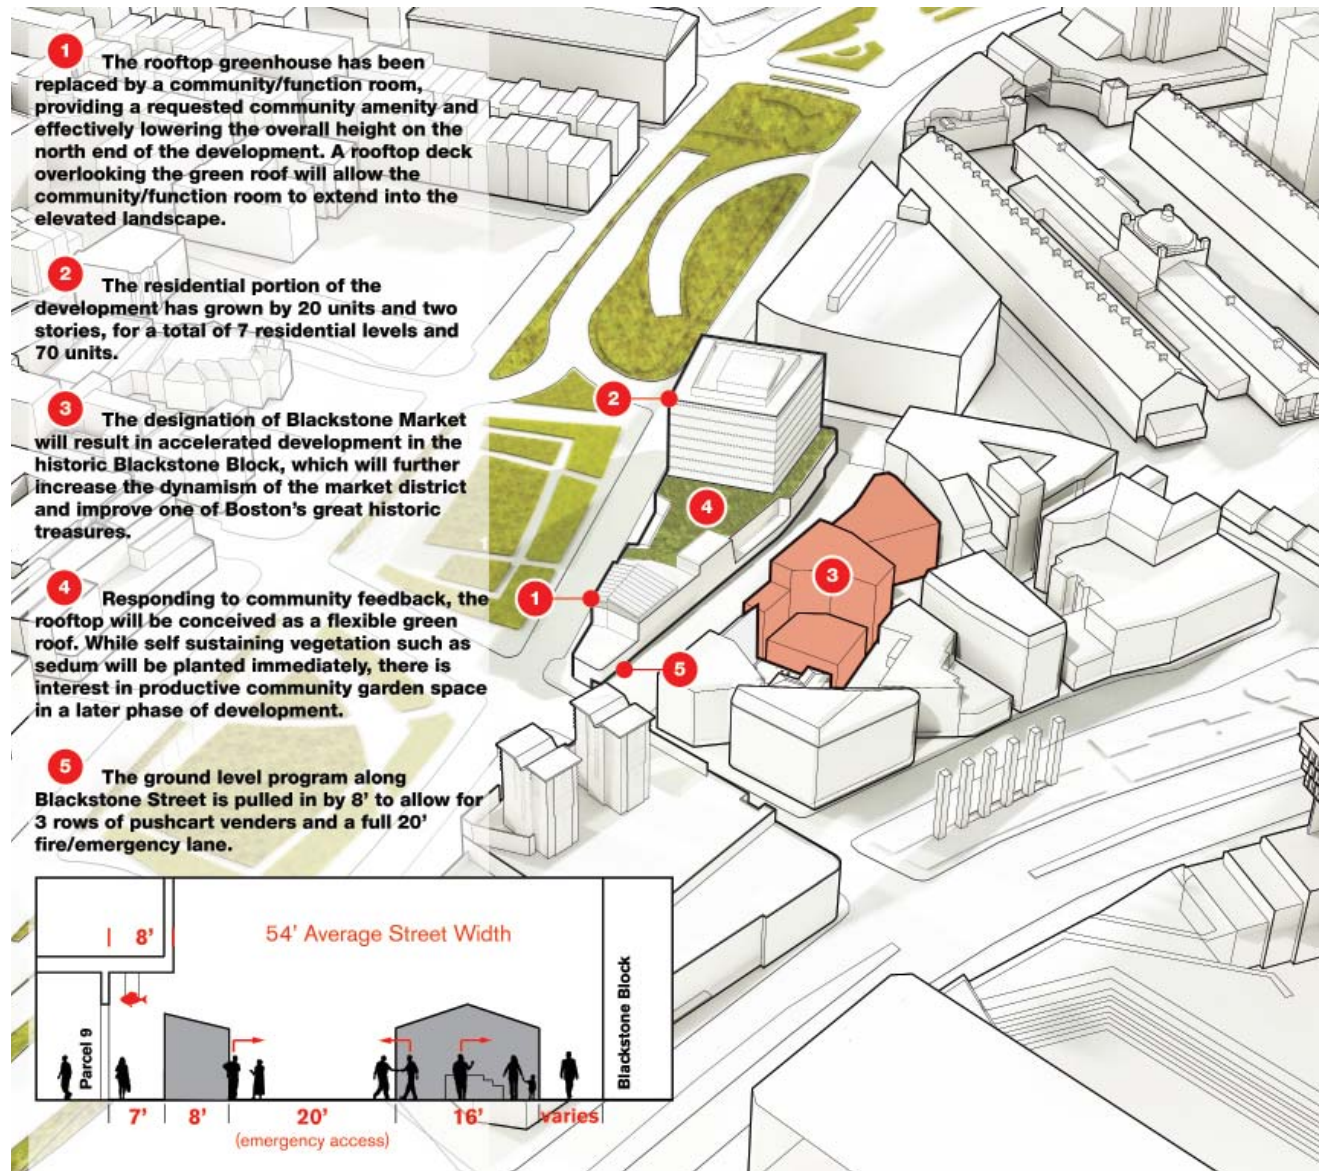 1
The rooftop greenhouse has been
replaced by a community/function room,
providing a requested community amenity and
effectively lowering the overall height on the
north end of the development. A rooftop deck
overlooking the green roof will allow the
community/function room to extend into the
elevated landscape.
2
The residential portion of the
development has grown by 20 units and two
stories, for a total of 7 residential levels and
70 units.
3
The designation of Blackstone Market
will result in accelerated development in the
historic Blackstone Block, which will further
increase the dynamism of the market district
and improve one of Boston's great historic
treasures.
4
Responding to community feedback, the
rooftop will be conceived as a flexible green
roof. While self sustaining vegetation such as
sedum will be planted immediately, there is
interest in productive community garden space
in a later phase of development.
5
The ground level program along
Blackstone Street is pulled in by 8' to allow for
3 rows of pushcart venders and a full 20'
fire/emergency lane.
8'
54' Average Street Width
Parcel 9
Blackstone Block
7'
8'
20'
16'
varies
(emergency access)
2
4
3
1
5